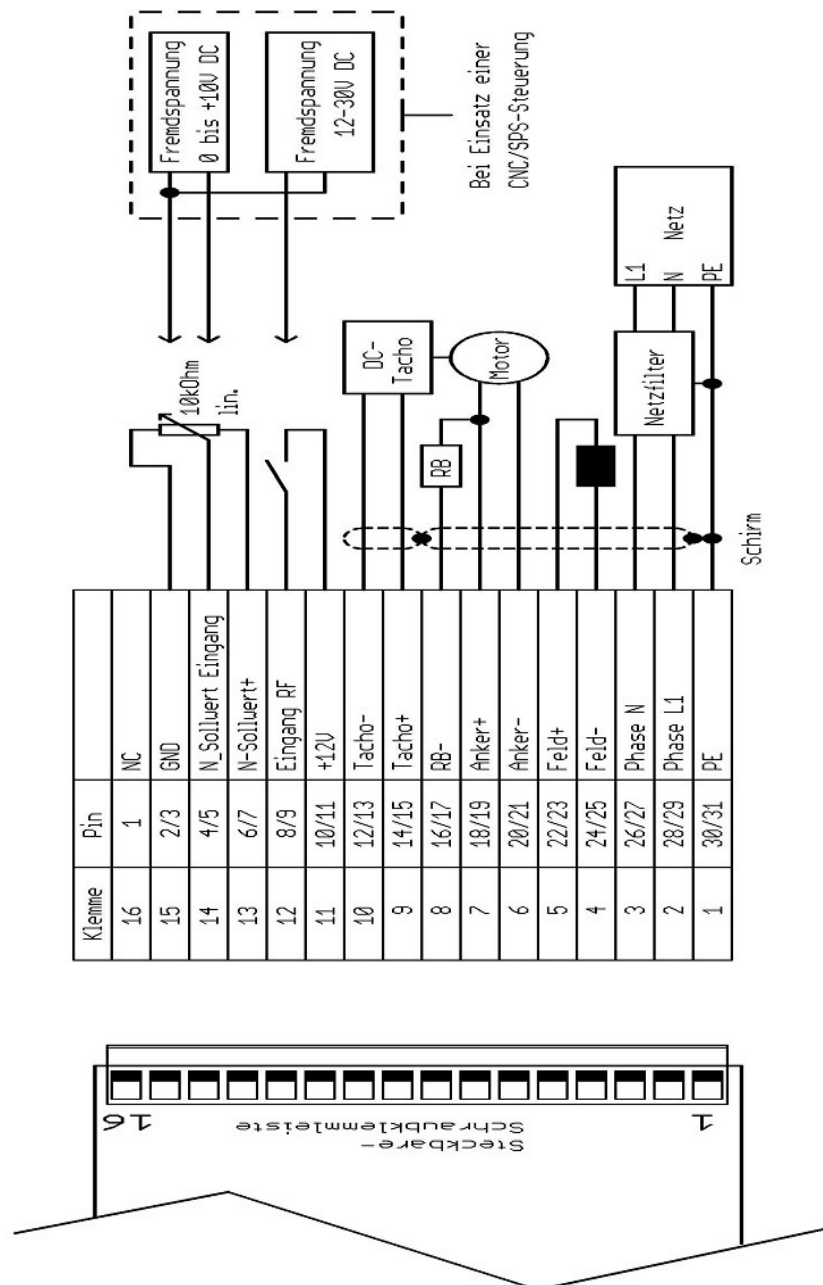 Fremdspannung
0 bis +10V DC
Fremdspannung
12-30V DC
Bei Einsatz einer
CNC/SPS-Steuerung
10kOhm
lin.
DC-
Tacho
Motor
RB
Netz
L1
N
PE
Netzfilter
Schirm
Klemme Pin
16 1 NC
15 2/3 GND
14 4/5 N_Sollwert Eingang
13 6/7 N-Sollwert+
12 8/9 Eingang RF
11 10/11 +12V
10 12/13 Tacho-
9 14/15 Tacho+
8 16/17 RB-
7 18/19 Anker+
6 20/21 Anker-
5 22/23 Feld+
4 24/25 Feld-
3 26/27 Phase N
2 28/29 Phase L1
1 30/31 PE
16
1
Steckbare-
Schraubklemmleiste